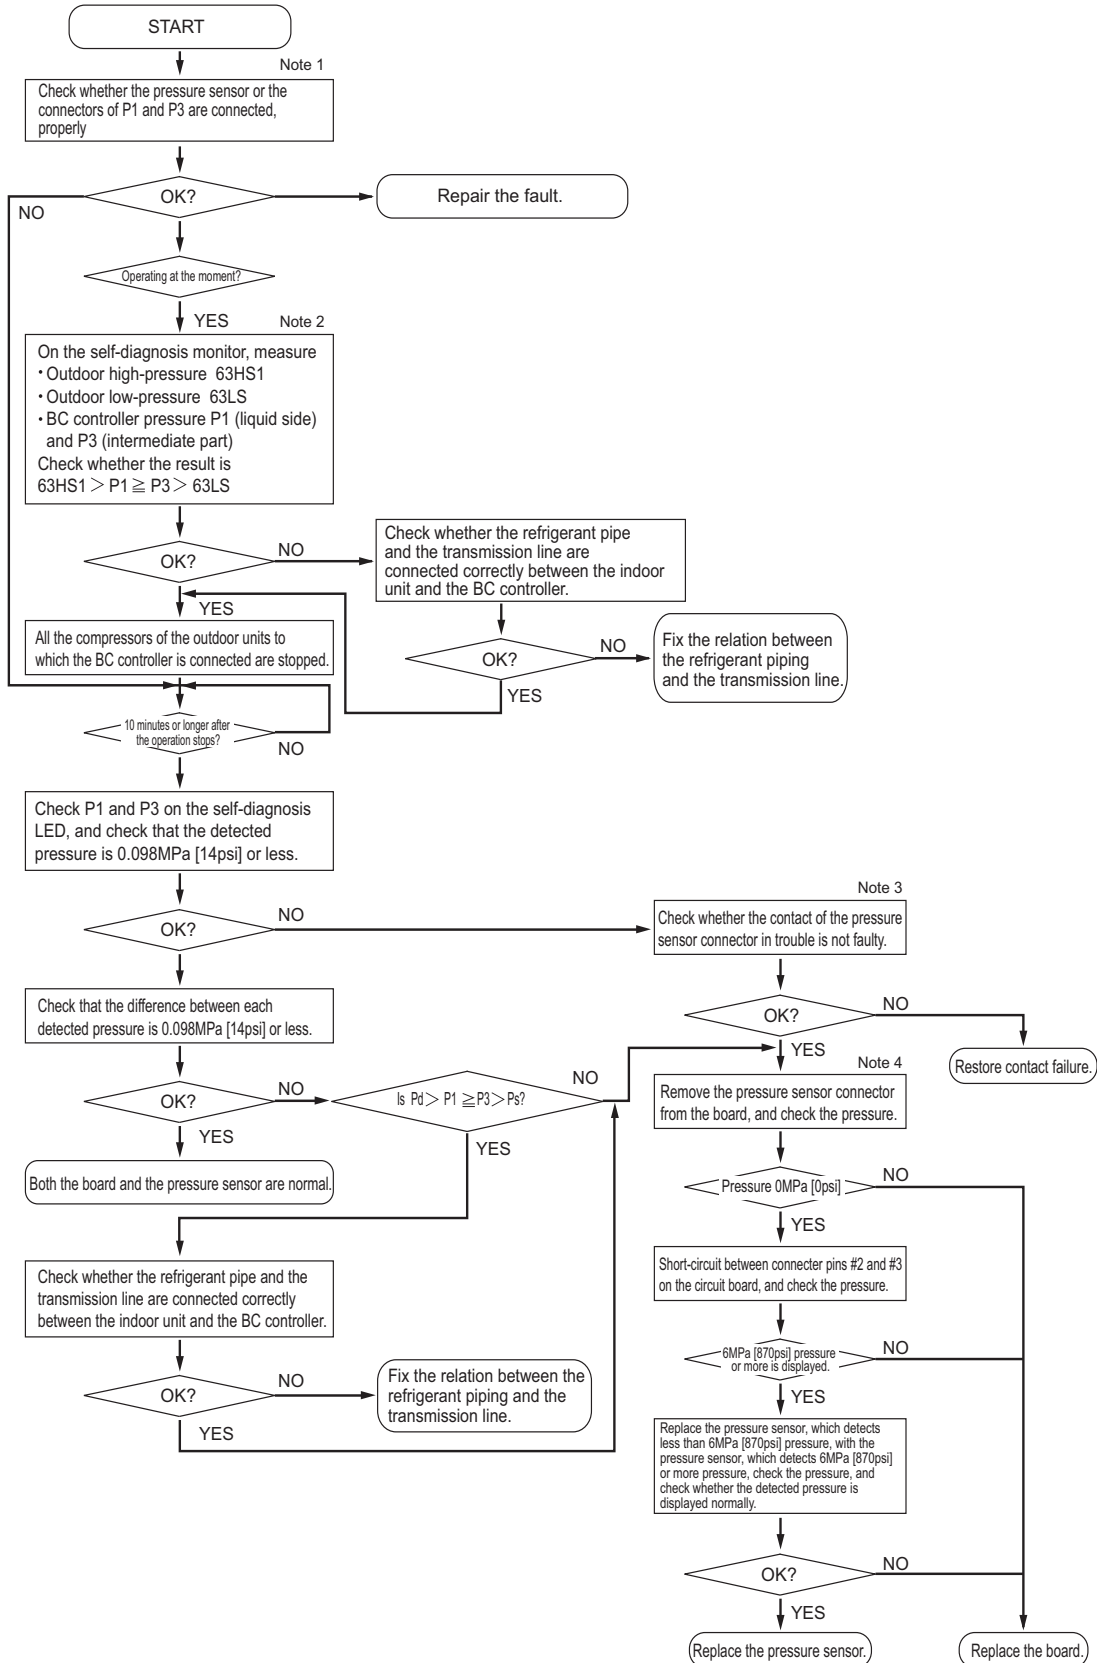 START
Note 1
Check whether the pressure sensor or the
connectors of P1 and P3 are connected,
properly
OK?
Repair the fault.
NO
Operating at the moment?
YES
Note 2
On the self-diagnosis monitor, measure
・Outdoor high-pressure 63HS1
・Outdoor low-pressure 63LS
・BC controller pressure P1 (liquid side)
and P3 (intermediate part)
Check whether the result is
63HS1＞P1≧P3＞63LS
OK?
NO
Check whether the refrigerant pipe
and the transmission line are
connected correctly between the indoor
unit and the BC controller.
YES
All the compressors of the outdoor units to
which the BC controller is connected are stopped.
OK?
NO
Fix the relation between
the refrigerant piping
and the transmission line.
YES
10 minutes or longer after
the operation stops?
NO
Check P1 and P3 on the self-diagnosis
LED, and check that the detected
pressure is 0.098MPa [14psi] or less.
OK?
NO
Note 3
Check whether the contact of the pressure
sensor connector in trouble is not faulty.
Check that the difference between each
detected pressure is 0.098MPa [14psi] or less.
OK?
NO
Restore contact failure.
YES
OK?
NO
Is Pd＞P1≧P3＞Ps?
NO
YES
YES
Both the board and the pressure sensor are normal.
Note 4
Remove the pressure sensor connector
from the board, and check the pressure.
Pressure 0MPa [0psi]
NO
YES
Check whether the refrigerant pipe and the
transmission line are connected correctly
between the indoor unit and the BC controller.
OK?
NO
Fix the relation between the
refrigerant piping and the
transmission line.
YES
Short-circuit between connecter pins #2 and #3
on the circuit board, and check the pressure.
6MPa [870psi] pressure
or more is displayed.
NO
YES
Replace the pressure sensor, which detects
less than 6MPa [870psi] pressure, with the
pressure sensor, which detects 6MPa [870psi]
or more pressure, check the pressure, and
check whether the detected pressure is
displayed normally.
OK?
NO
YES
Replace the pressure sensor.
Replace the board.